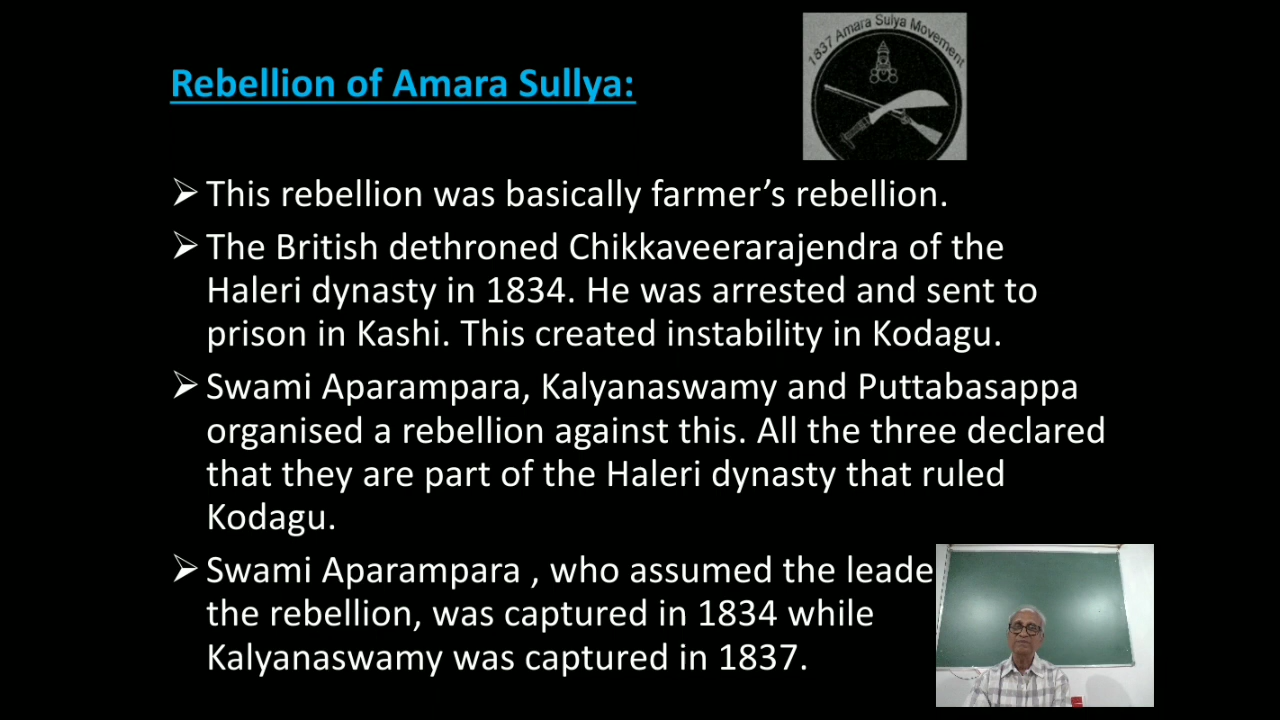 1837 Amara Sulya Movement
Rebellion of Amara Sullya:
➢ This rebellion was basically farmer’s rebellion.
➢ The British dethroned Chikkaveerarajendra of the
Haleri dynasty in 1834. He was arrested and sent to
prison in Kashi. This created instability in Kodagu.
➢ Swami Aparampara, Kalyanaswamy and Puttabasappa
organised a rebellion against this. All the three declared
that they are part of the Haleri dynasty that ruled
Kodagu.
➢ Swami Aparampara , who assumed the leade
the rebellion, was captured in 1834 while
Kalyanaswamy was captured in 1837.